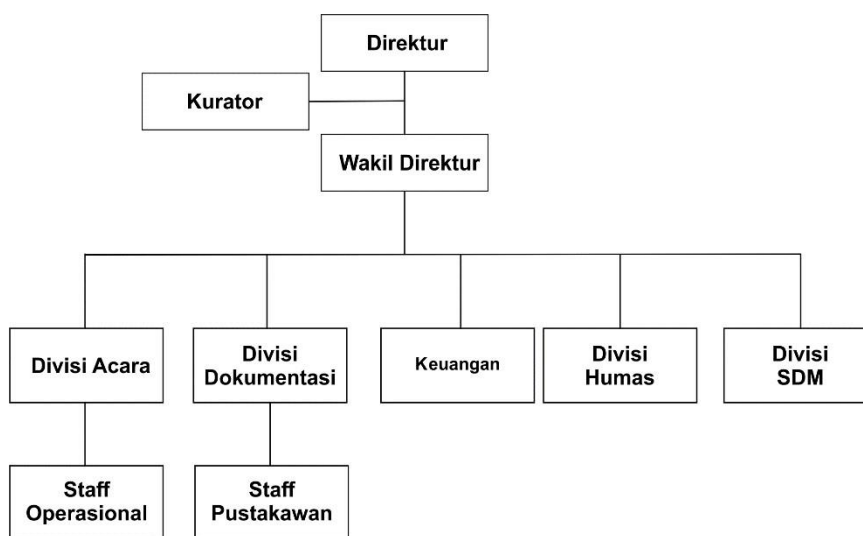 Direktur
Kurator
Wakil Direktur
Divisi Acara
Divisi
Dokumentasi
Keuangan
Divisi
Humas
Divisi
SDM
Staff
Operasional
Staff
Pustakawan